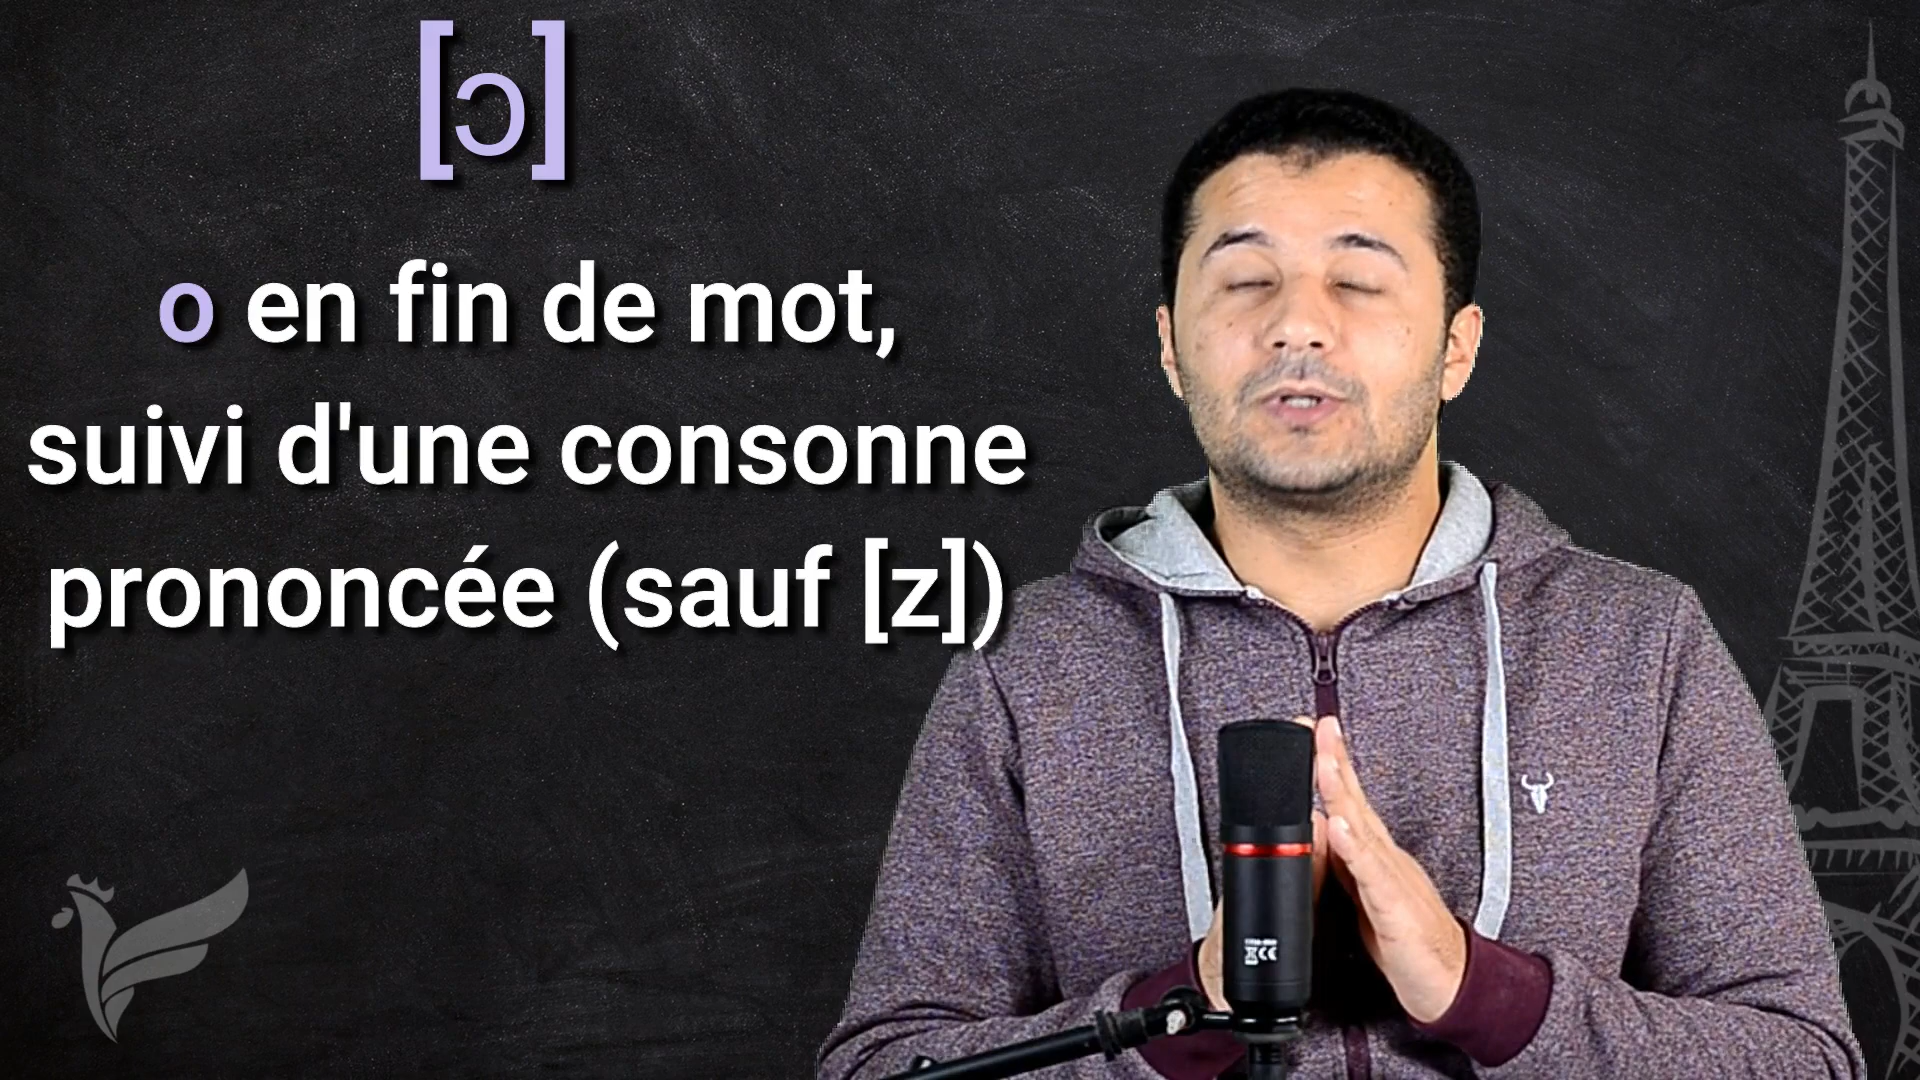 [ɔ]
o en fin de mot,
suivi d'une consonne
prononcée (sauf [z])